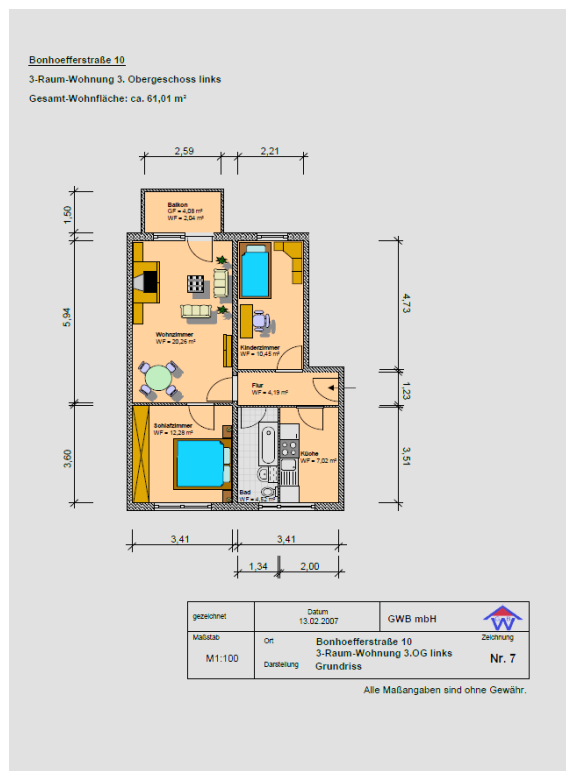 Bonhoefferstraße 10
3-Raum-Wohnung 3. Obergeschoss links
Gesamt-Wohnfläche: ca. 61,01 m²
2,59
2,21
1,50
Balkon
GF = 4,08 m²
WF = 2,04 m²
5,94
4,73
Wohnzimmer
WF = 20,26 m²
Kinderzimmer
WF = 10,45 m²
Flur
WF = 4,19 m²
1,23
Schlafzimmer
WF = 12,28 m²
3,60
3,51
Küche
WF = 7,02 m²
Bad
WF =
3,41
3,41
1,34
2,00
gezeichnet
Datum
13.02.2007
GWB mbH
W
Maßstab
M1:100
Ort
Bonhoefferstraße 10
3-Raum-Wohnung 3.OG links
Darstellung
Grundriss
Zeichnung
Nr. 7
Alle Maßangaben sind ohne Gewähr.